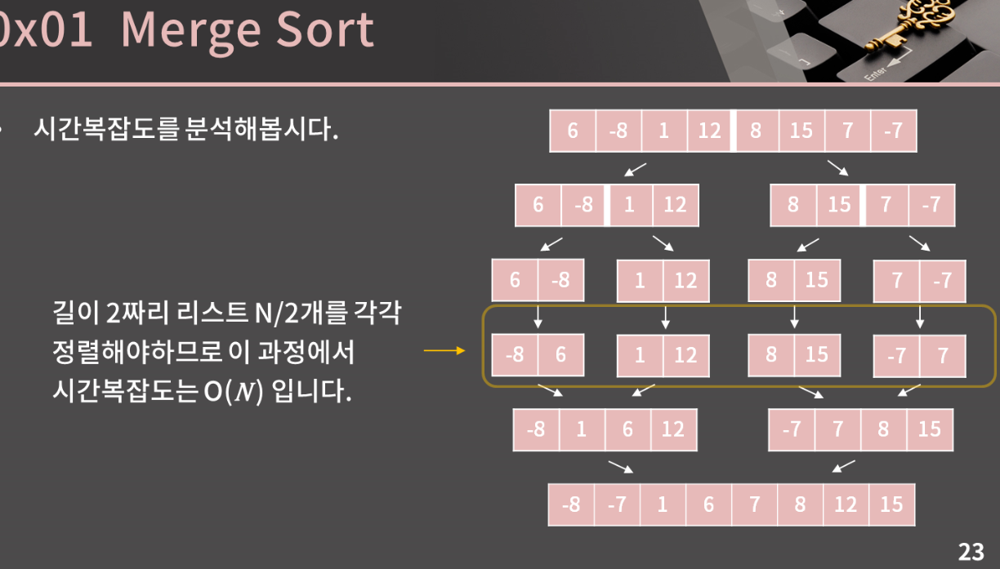 0x01 Merge Sort
Enter
• 시간복잡도를 분석해봅시다.
6 -8 1 12 8 15 7 -7
6 -8 1 12 8 15 7 -7
6 -8 1 12 8 15 7 -7
길이 2짜리 리스트 N/2개를 각각
정렬해야하므로 이 과정에서
시간복잡도는 O(N) 입니다.
-8 6 1 12 8 15 -7 7
-8 1 6 12 -7 7 8 15
-8 -7 1 6 7 8 12 15
23